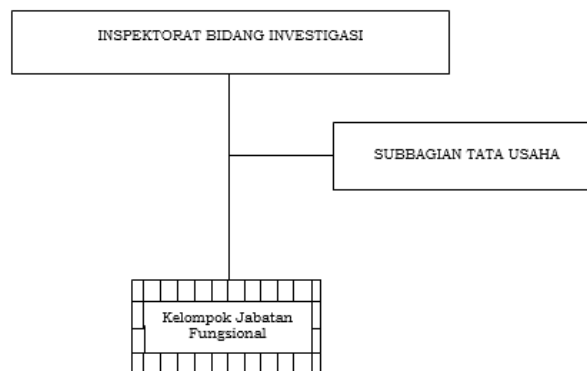 INSPEKTORAT BIDANG INVESTIGASI
SUBBAGIAN TATA USAHA
Kelompok Jabatan
Fungsional